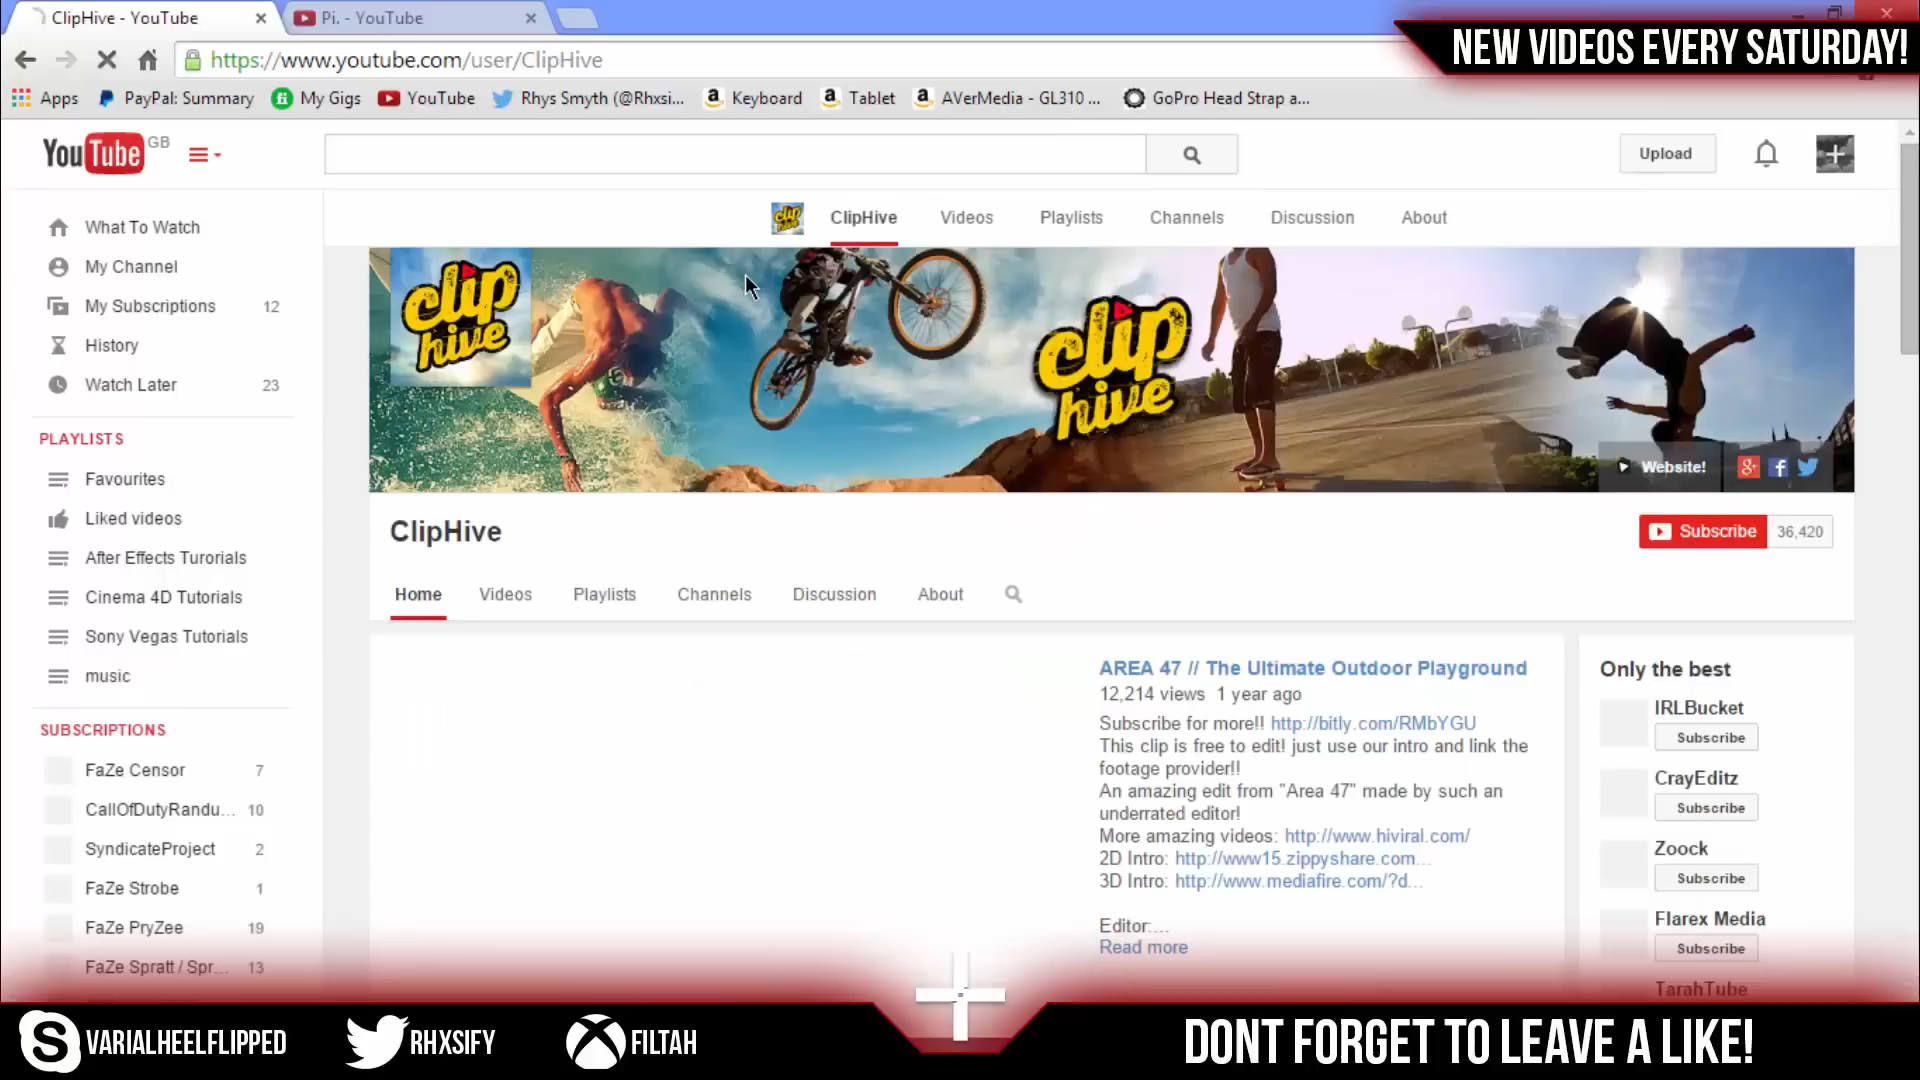 ClipHive - YouTube
Pi. - YouTube
NEW VIDEOS EVERY SATURDAY!
https://www.youtube.com/user/ClipHive
Apps
PayPal: Summary
My Gigs
YouTube
Rhys Smyth (@Rhxsi...
Keyboard
Tablet
AVerMedia - GL310 ...
GoPro Head Strap a...
YouTube GB
Upload
ClipHive
Videos
Playlists
Channels
Discussion
About
What To Watch
My Channel
My Subscriptions 12
History
Watch Later 23
PLAYLISTS
Favourites
Liked videos
After Effects Turorials
Cinema 4D Tutorials
Sony Vegas Tutorials
music
SUBSCRIPTIONS
FaZe Censor 7
CallOfDutyRandu... 10
SyndicateProject 2
FaZe Strobe 1
FaZe PryZee 19
FaZe Spratt / Spr... 13
clip
hive
clip
hive
Website!
ClipHive
Subscribe 36,420
Home
Videos
Playlists
Channels
Discussion
About
AREA 47 // The Ultimate Outdoor Playground
12,214 views 1 year ago
Subscribe for more!! http://bitly.com/RMbYGU
This clip is free to edit! just use our intro and link the
footage provider!!
An amazing edit from "Area 47" made by such an
underrated editor!
More amazing videos: http://www.hiviral.com/
2D Intro: http://www15.zippyshare.com...
3D Intro: http://www.mediafire.com/?d...
Editor:...
Read more
Only the best
IRLBucket
Subscribe
CrayEditz
Subscribe
Zoock
Subscribe
Flarex Media
Subscribe
TarahTube
VARIALHEELFLIPPED
RHXSIFY
FILTAH
DONT FORGET TO LEAVE A LIKE!